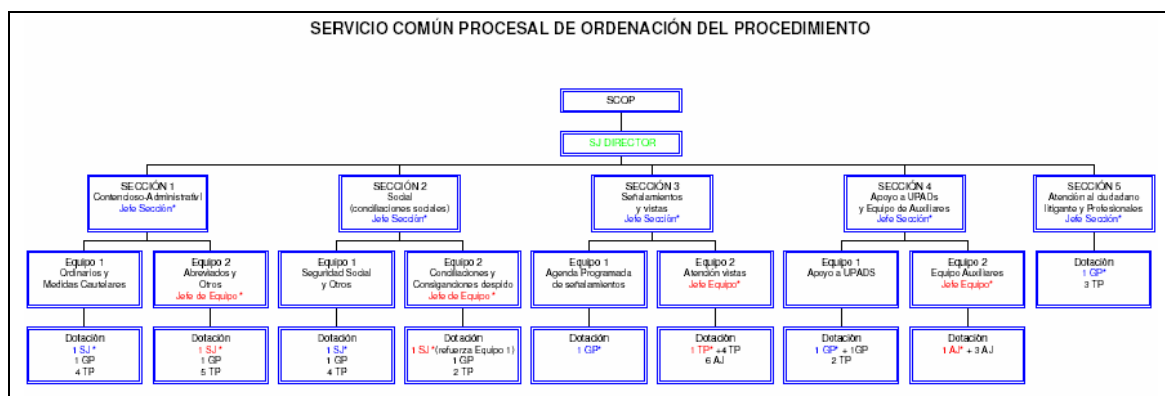 SERVICIO COMÚN PROCESAL DE ORDENACIÓN DEL PROCEDIMIENTO
SCOP
SJ DIRECTOR
SECCIÓN 1
Contencioso-Administrativl
Jefe Sección*
SECCIÓN 2
Social
(conciliaciones sociales)
Jefe Sección*
SECCIÓN 3
Señalamientos
y vistas
Jefe Sección*
SECCIÓN 4
Apoyo a UPADs
y Equipo de Auxiliares
Jefe Sección*
SECCIÓN 5
Atención al ciudadano
litigante y Profesionales
Jefe Sección*
Equipo 1
Ordinarios y
Medidas Cautelares
Equipo 2
Abreviados y
Otros
Jefe de Equipo *
Equipo 1
Seguridad Social
y Otros
Equipo 2
Conciliaciones y
Consiganciones despido
Jefe de Equipo *
Equipo 1
Agenda Programada
de señalamientos
Equipo 2
Atención vistas
Jefe Equipo*
Equipo 1
Apoyo a UPADS
Equipo 2
Equipo Auxiliares
Jefe Equipo*
Dotación
1 GP*
3 TP
Dotación
1 SJ *
1 GP
4 TP
Dotación
1 SJ *
1 GP
5 TP
Dotación
1 SJ*
1 GP
4 TP
Dotación
1 SJ *(refuerza Equipo 1)
1 GP
2 TP
Dotación
1 GP*
Dotación
1 TP* +4 TP
6 AJ
Dotación
1 GP* + 1GP
2 TP
Dotación
1 AJ* + 3 AJ